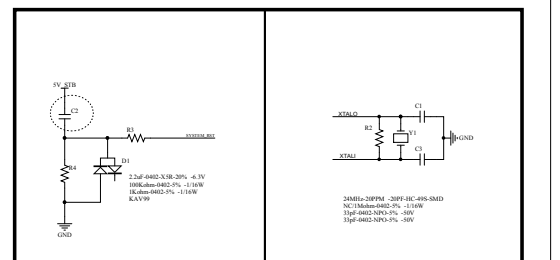 5V_STB
C2
R3
SYSTEM_RST
R4
D1
2.2uF-0402-X5R-20% -6.3V
100Kohm-0402-5% -1/16W
1Kohm-0402-5% -1/16W
KAV99
GND
XTALO
C1
R2
Y1
GND
XTALI
C3
24MHz-20PPM -20PF-HC-49S-SMD
NC/1Mohm-0402-5% -1/16W
33pF-0402-NPO-5% -50V
33pF-0402-NPO-5% -50V